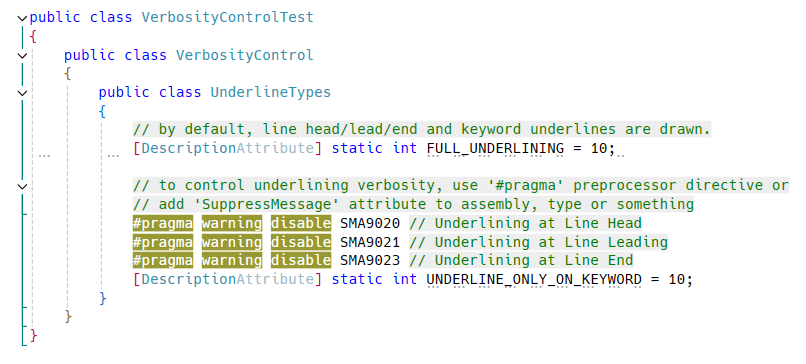 public class VerbosityControlTest
{
public class VerbosityControl
{
public class UnderlineTypes
{
// by default, line head/lead/end and keyword underlines are drawn.
[DescriptionAttribute] static int FULL_UNDERLINING = 10;
// to control underlining verbosity, use '#pragma' preprocessor directive or
// add 'SuppressMessage' attribute to assembly, type or something
#pragma warning disable SMA9020 // Underlining at Line Head
#pragma warning disable SMA9021 // Underlining at Line Leading
#pragma warning disable SMA9023 // Underlining at Line End
[DescriptionAttribute] static int UNDERLINE_ONLY_ON_KEYWORD = 10;
}
}
}